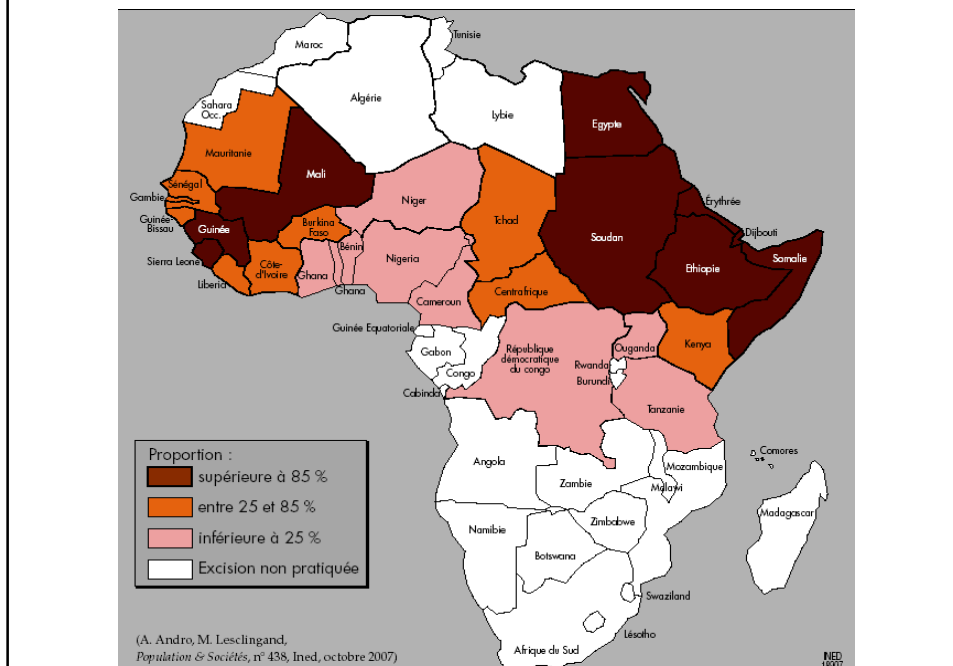 Tunisie
Maroc
Algérie
Lybie
Egypte
Sahara
Occ.
Mauritanie
Mali
Niger
Tchad
Soudan
Érythrée
Djibouti
Somalie
Ethiopie
Sénégal
Gambie
Guinée-
Bissau
Guinée
Sierra Leone
Liberia
Côte-
d'Ivoire
Burkina
Faso
Ghana
Bénin
Ghana
Nigeria
Cameroun
Centrafrique
Guinée Equatoriale
Gabon
Congo
Cabinda
République
démocratique
du congo
Ouganda
Kenya
Rwanda
Burundi
Tanzanie
Angola
Zambie
Malawi
Mozambique
Comores
Madagascar
Zimbabwe
Namibie
Botswana
Swaziland
Lésotho
Afrique du Sud
Proportion :
supérieure à 85 %
entre 25 et 85 %
inférieure à 25 %
Excision non pratiquée
(A. Andro, M. Lesclingand,
Population & Sociétés, n° 438, Ined, octobre 2007)
INED
18907